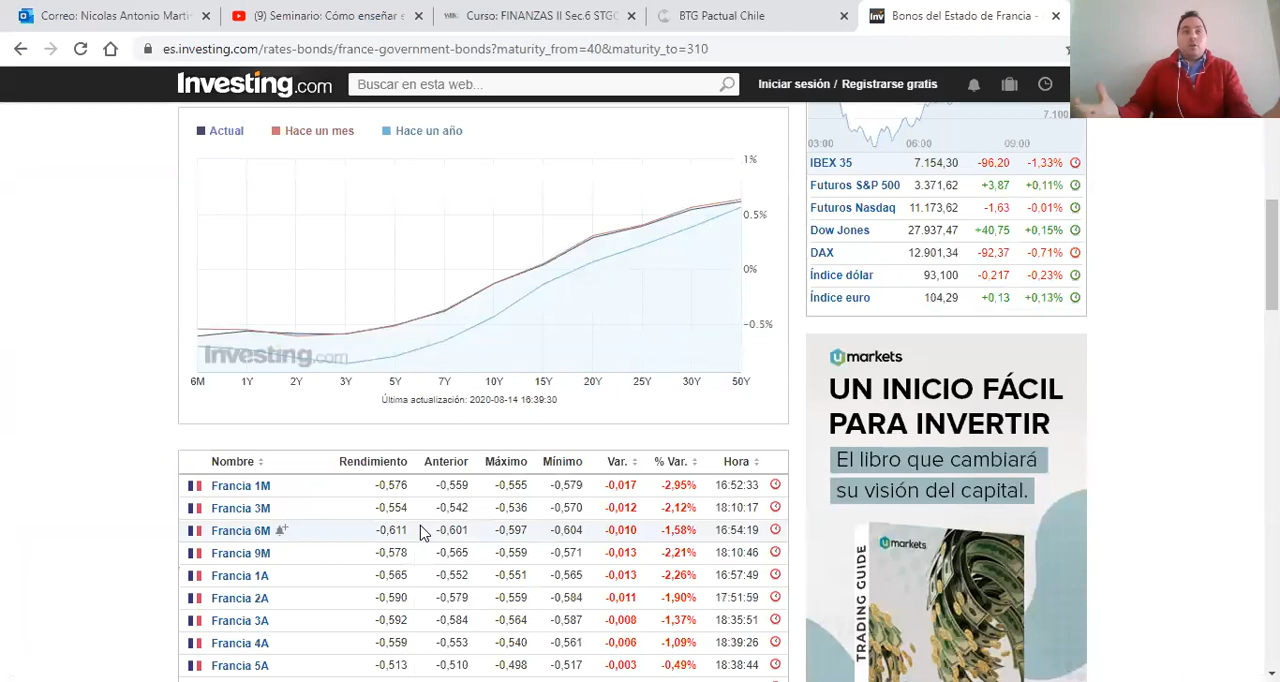 Correo: Nicolas Antonio Marti
(9) Seminario: Cómo enseñar e
Curso: FINANZAS II Sec.6 STGC
BTG Pactual Chile
Inv
Bonos del Estado de Francia -
es.investing.com/rates-bonds/france-government-bonds?maturity_from=40&maturity_to=310
Investing.com
Buscar en esta web...
Iniciar sesión / Registrarse gratis
Actual Hace un mes Hace un año
1%
0.5%
0%
-0.5%
Investing.com
6M 1Y 2Y 3Y 5Y 7Y 10Y 15Y 20Y 25Y 30Y 50Y
Última actualización: 2020-08-14 16:39:30
Nombre Rendimiento Anterior Máximo Mínimo Var. % Var. Hora
Francia 1M -0,576 -0,559 -0,555 -0,579 -0,017 -2,95% 16:52:33
Francia 3M -0,554 -0,542 -0,536 -0,570 -0,012 -2,12% 18:10:17
Francia 6M -0,611 -0,601 -0,597 -0,604 -0,010 -1,58% 16:54:19
Francia 9M -0,578 -0,565 -0,559 -0,571 -0,013 -2,21% 18:10:46
Francia 1A -0,565 -0,552 -0,551 -0,565 -0,013 -2,26% 16:57:49
Francia 2A -0,590 -0,579 -0,559 -0,584 -0,011 -1,90% 17:51:59
Francia 3A -0,592 -0,584 -0,564 -0,587 -0,008 -1,37% 18:35:51
Francia 4A -0,559 -0,553 -0,540 -0,561 -0,006 -1,09% 18:39:26
Francia 5A -0,513 -0,510 -0,498 -0,517 -0,003 -0,49% 18:38:44
7.100
03:00 06:00 09:00
IBEX 35 7.154,30 -96,20 -1,33%
Futuros S&P 500 3.371,62 +3,87 +0,11%
Futuros Nasdaq 11.173,62 -1,63 -0,01%
Dow Jones 27.937,47 +40,75 +0,15%
DAX 12.901,34 -92,37 -0,71%
Índice dólar 93,100 -0,217 -0,23%
Índice euro 104,29 +0,13 +0,13%
umarkets
UN INICIO FÁCIL
PARA INVERTIR
El libro que cambiará
su visión del capital.
umarkets
TRADING GUIDE